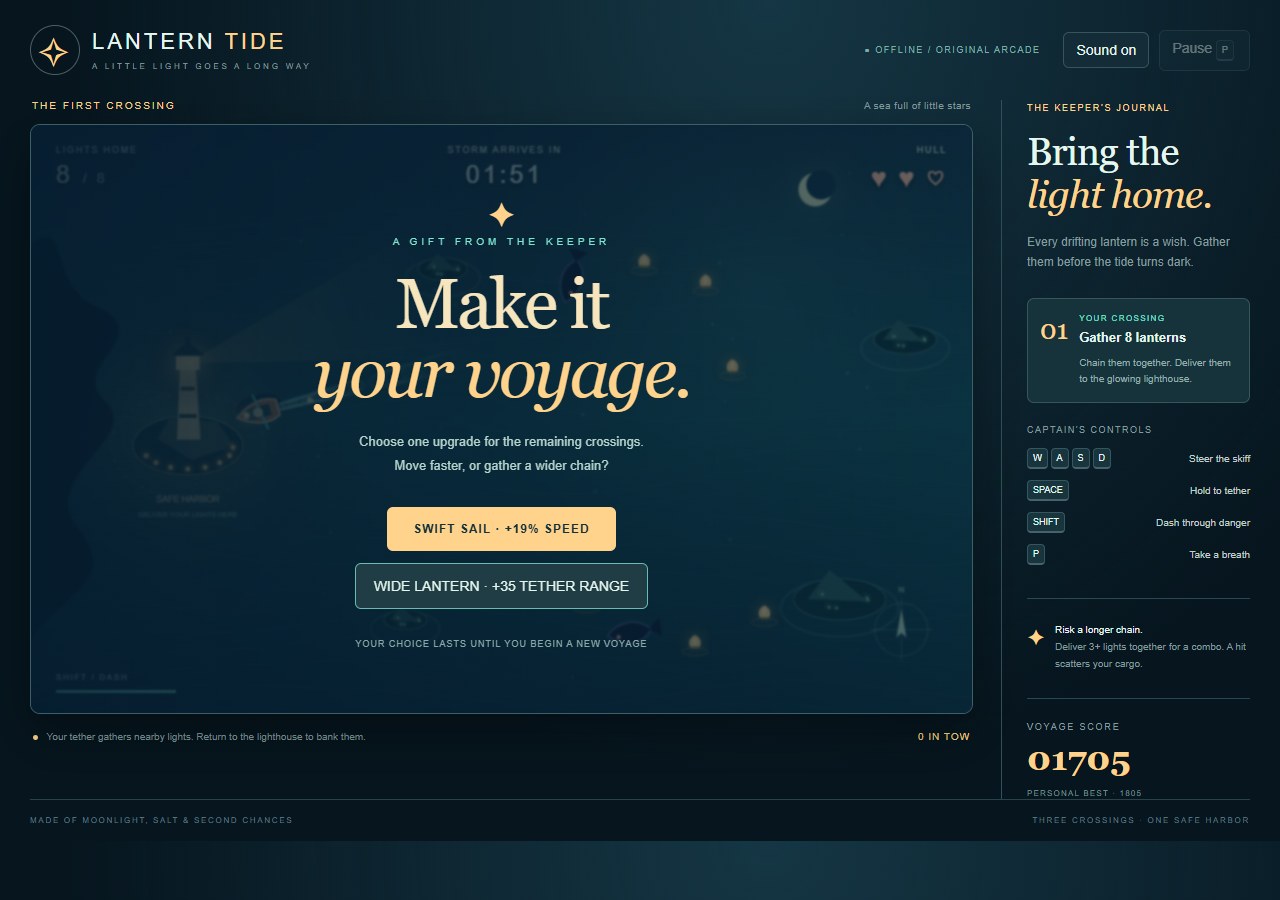 LANTERN TIDE
A LITTLE LIGHT GOES A LONG WAY
OFFLINE / ORIGINAL ARCADE
Sound on
Pause P
THE FIRST CROSSING
A sea full of little stars
LIGHTS HOME
8 / 8
STORM ARRIVES IN
01:51
HULL
A GIFT FROM THE KEEPER
Make it
your voyage.
Choose one upgrade for the remaining crossings.
Move faster, or gather a wider chain?
SWIFT SAIL · +19% SPEED
WIDE LANTERN · +35 TETHER RANGE
YOUR CHOICE LASTS UNTIL YOU BEGIN A NEW VOYAGE
SAFE HARBOR
N
SHIFT / DASH
Your tether gathers nearby lights. Return to the lighthouse to bank them.
0 IN TOW
THE KEEPER'S JOURNAL
Bring the
light home.
Every drifting lantern is a wish. Gather
them before the tide turns dark.
01
YOUR CROSSING
Gather 8 lanterns
Chain them together. Deliver them
to the glowing lighthouse.
CAPTAIN'S CONTROLS
W A S D Steer the skiff
SPACE Hold to tether
SHIFT Dash through danger
P Take a breath
Risk a longer chain.
Deliver 3+ lights together for a combo. A hit
scatters your cargo.
VOYAGE SCORE
01705
PERSONAL BEST · 1805
MADE OF MOONLIGHT, SALT & SECOND CHANCES
THREE CROSSINGS · ONE SAFE HARBOR